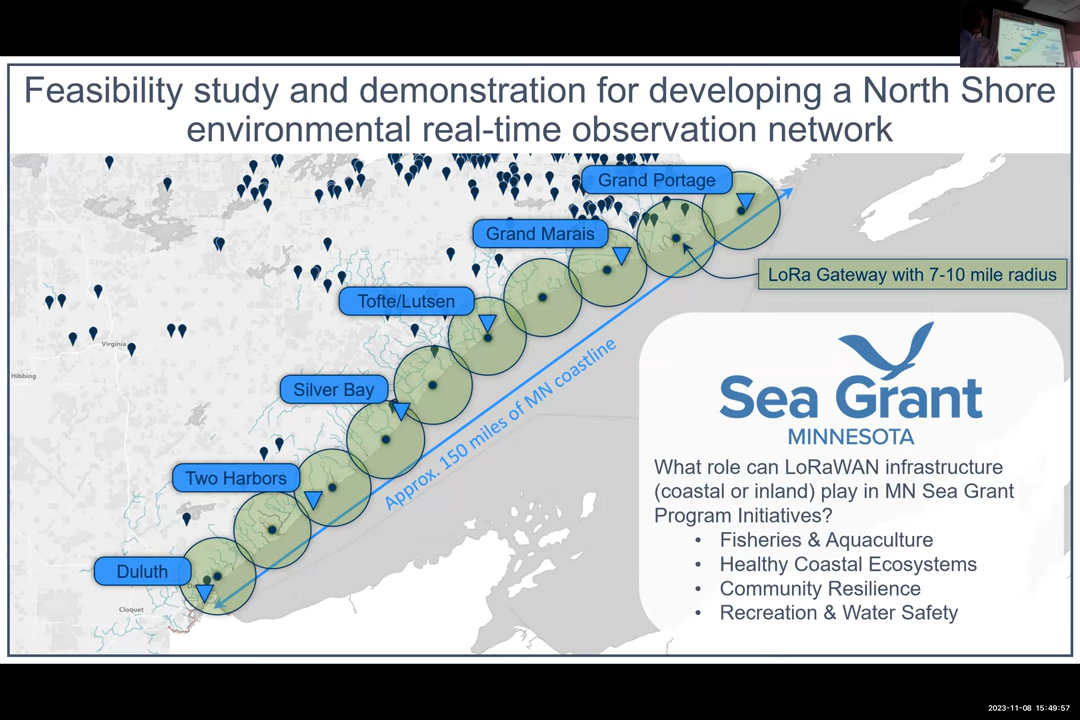 Feasibility study and demonstration for developing a North Shore
environmental real-time observation network
Grand Portage
Grand Marais
LoRa Gateway with 7-10 mile radius
Tofte/Lutsen
Virginia
Hibbing
Silver Bay
Approx. 150 miles of MN coastline
Sea Grant
MINNESOTA
Two Harbors
What role can LoRaWAN infrastructure
(coastal or inland) play in MN Sea Grant
Program Initiatives?
• Fisheries & Aquaculture
• Healthy Coastal Ecosystems
• Community Resilience
• Recreation & Water Safety
Duluth
Cloquet
2023-11-08 15:49:57